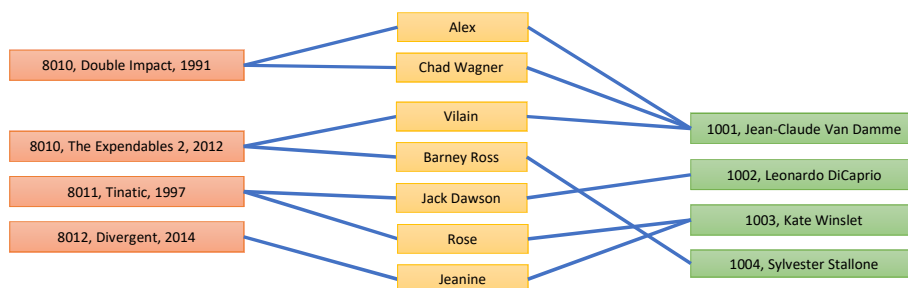 8010, Double Impact, 1991
8010, The Expendables 2, 2012
8011, Tinatic, 1997
8012, Divergent, 2014
Alex
Chad Wagner
Vilain
Barney Ross
Jack Dawson
Rose
Jeanine
1001, Jean-Claude Van Damme
1002, Leonardo DiCaprio
1003, Kate Winslet
1004, Sylvester Stallone